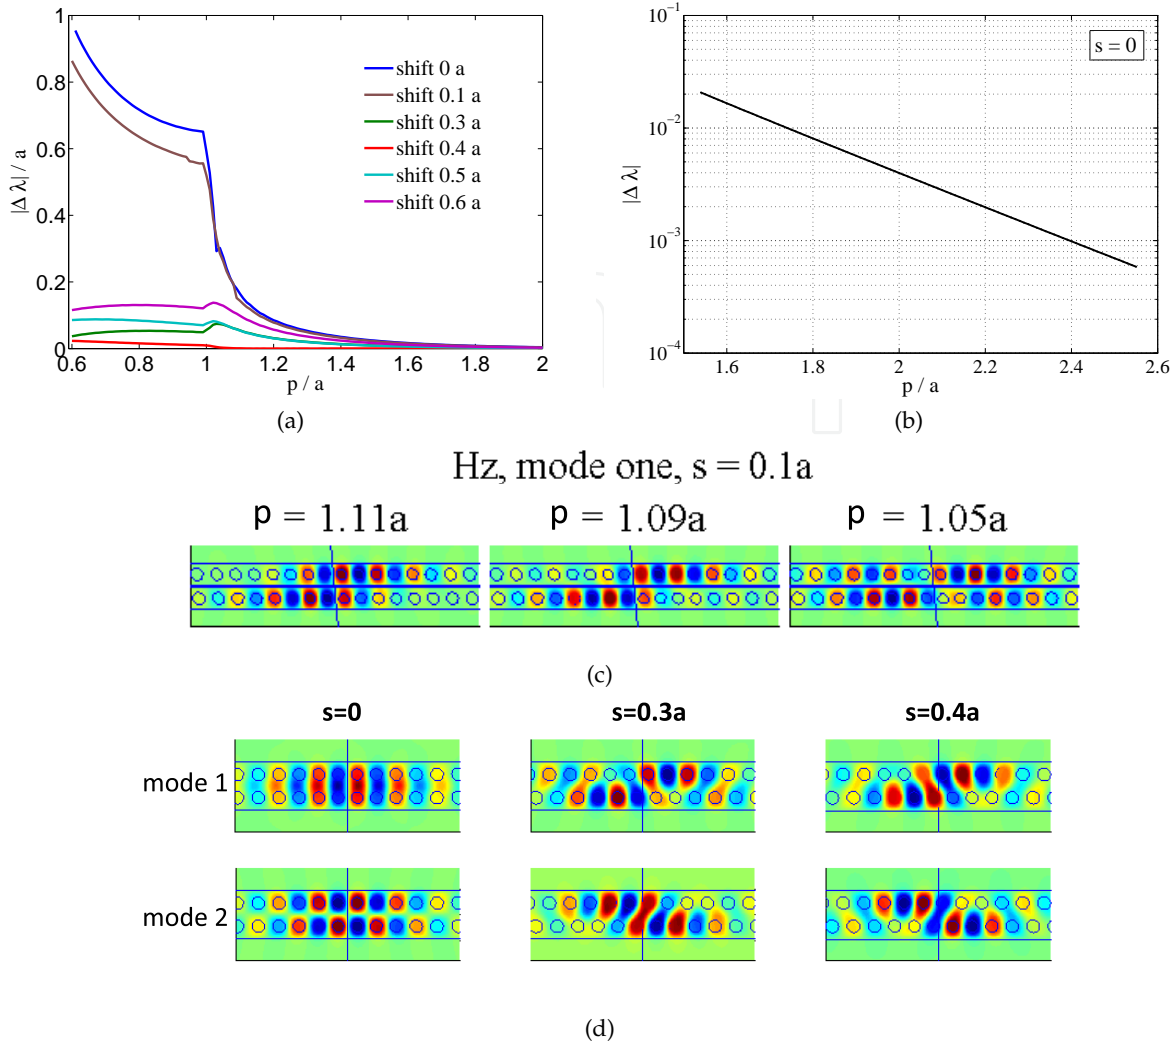 |Δ λ| / a
1
0.8
0.6
0.4
0.2
0
0.6 0.8 1 1.2 1.4 1.6 1.8 2
p / a
shift 0 a
shift 0.1 a
shift 0.3 a
shift 0.4 a
shift 0.5 a
shift 0.6 a
(a)
|Δ λ|
10⁻¹
10⁻²
10⁻³
10⁻⁴
1.6 1.8 2 2.2 2.4 2.6
p / a
s = 0
(b)
Hz, mode one, s = 0.1a
p = 1.11a
p = 1.09a
p = 1.05a
(c)
s=0
s=0.3a
s=0.4a
mode 1
mode 2
(d)